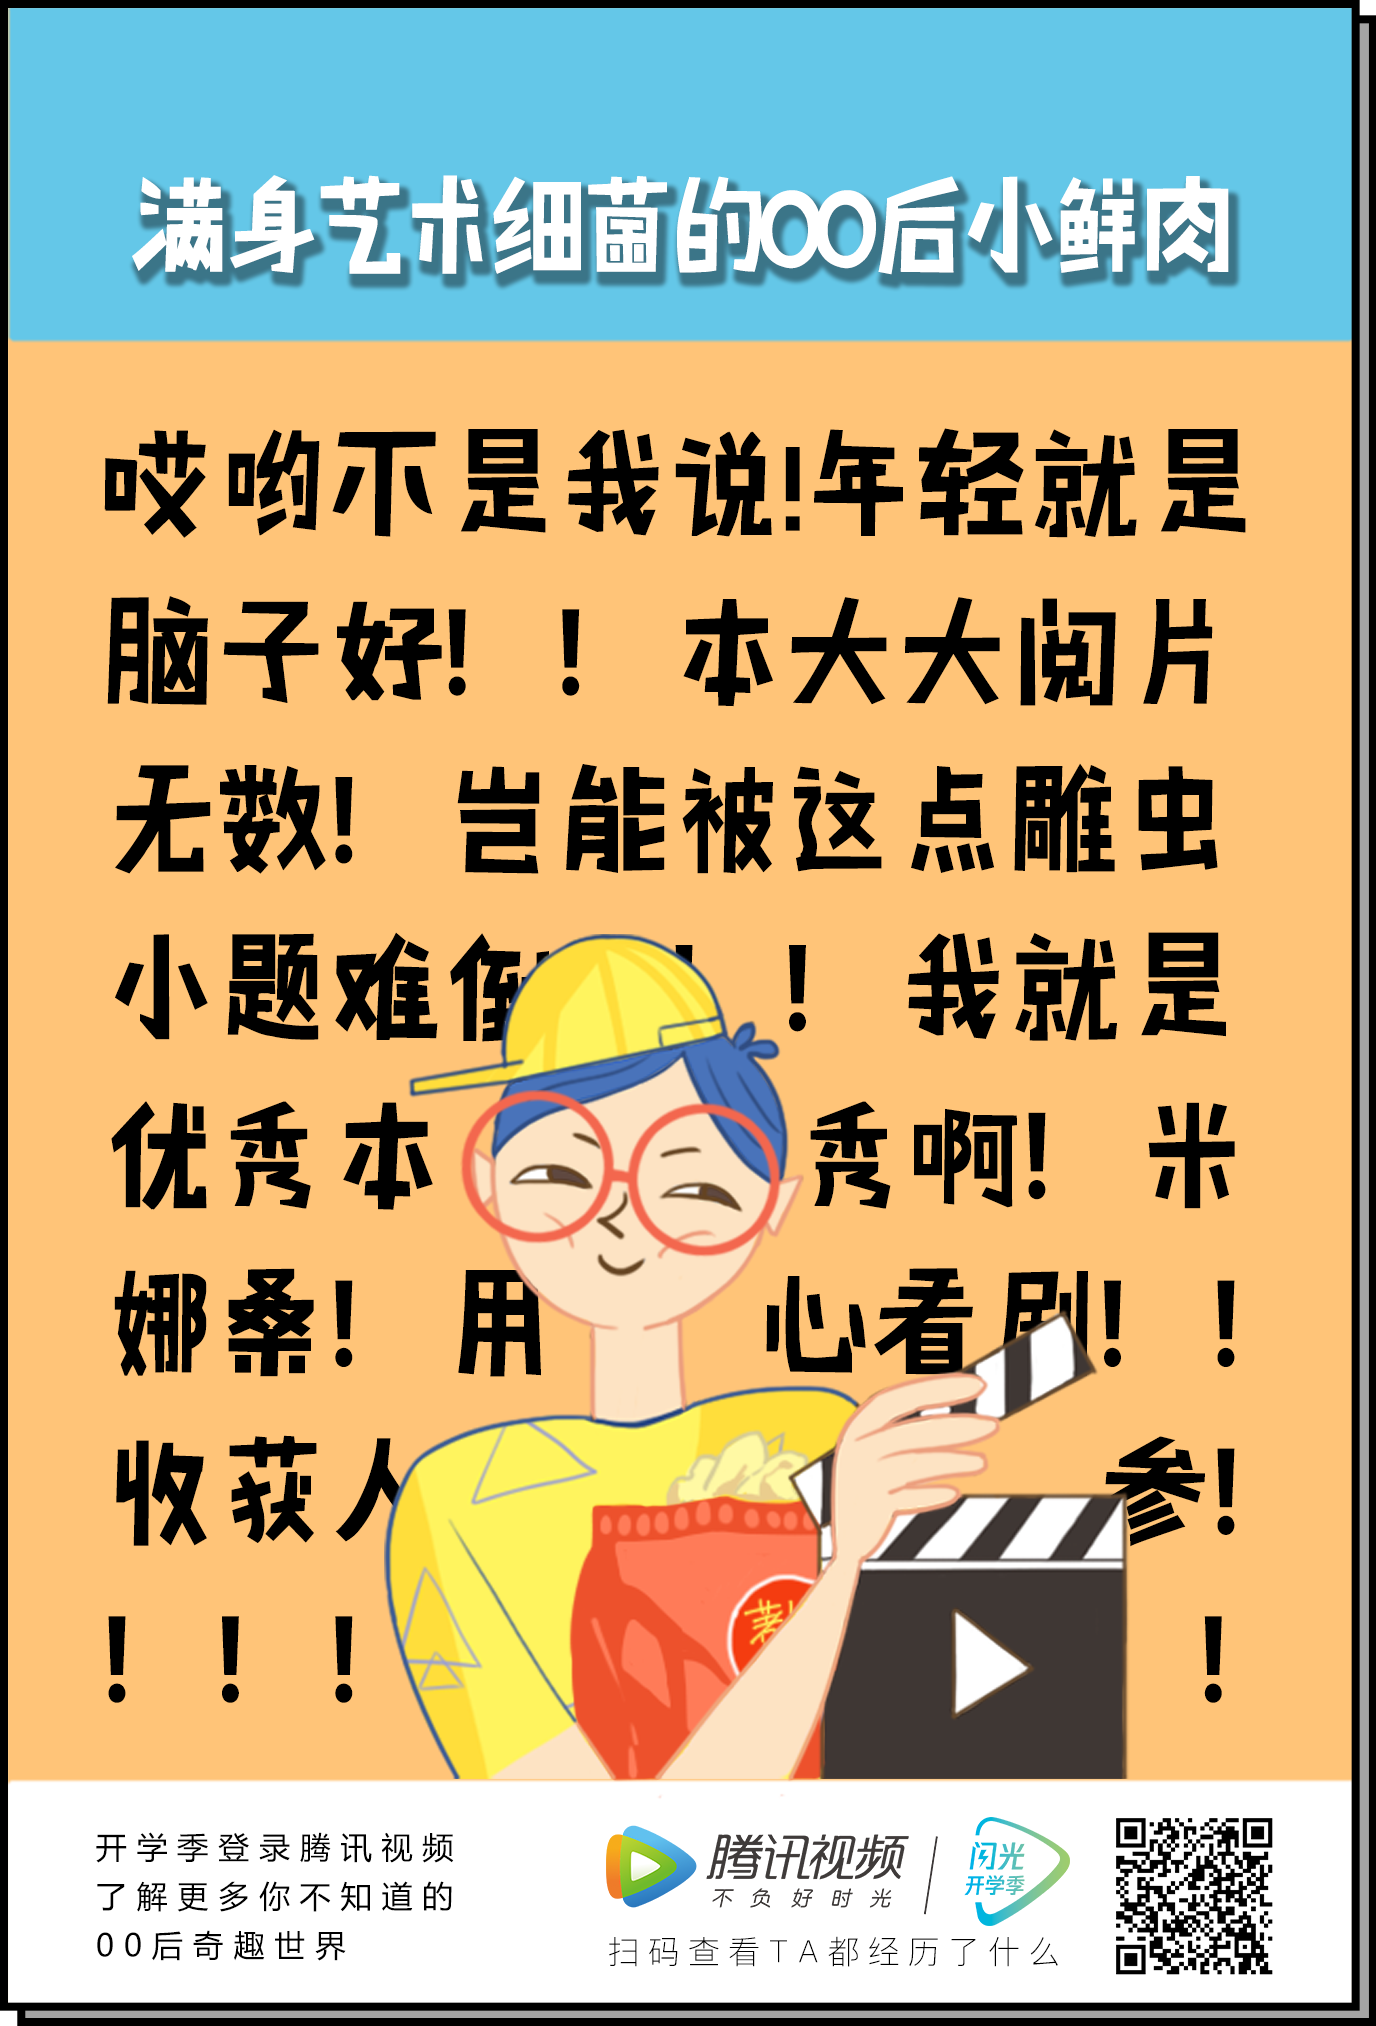 满身艺术细菌的00后小鲜肉
哎哟不是我说!年轻就是
脑子好!！本大大阅片
无数! 岂能被这点雕虫
小题难倒！！我就是
优秀本 秀啊! 米
娜桑! 用 心看剧!！
收获人 参!
！！！ ！
开学季登录腾讯视频
了解更多你不知道的
00后奇趣世界
腾讯视频
不负好时光
闪光
开学季
扫码查看TA都经历了什么